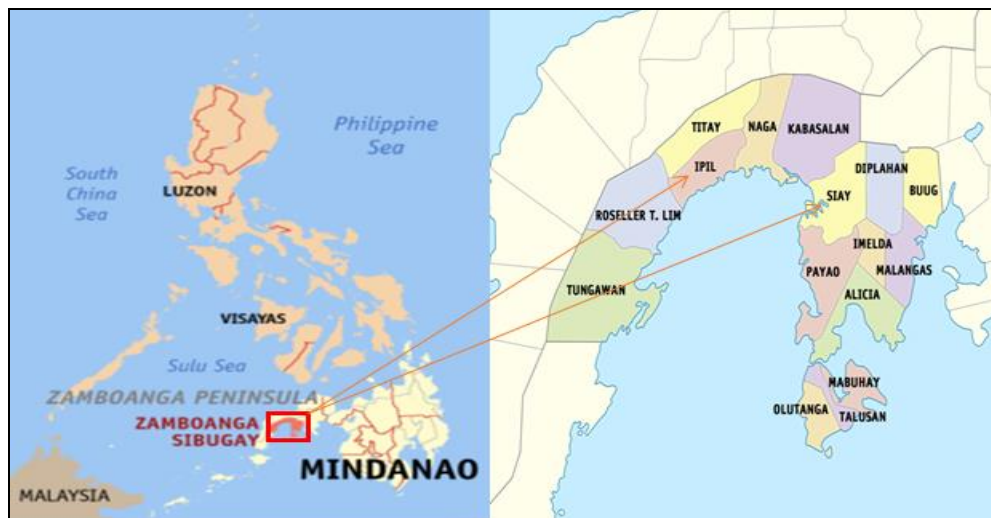 Philippine
Sea
South
China
Sea
LUZON
VISAYAS
Sulu Sea
ZAMBOANGA PENINSULA
ZAMBOANGA
SIBUGAY
MINDANAO
MALAYSIA
TITAY
NAGA
KABASALAN
IPIL
DIPLAHAN
BUUG
SIAY
ROSELLER T. LIM
IMELDA
PAYAO
MALANGAS
TUNGAWAN
ALICIA
MABUHAY
OLUTANGA
TALUSAN